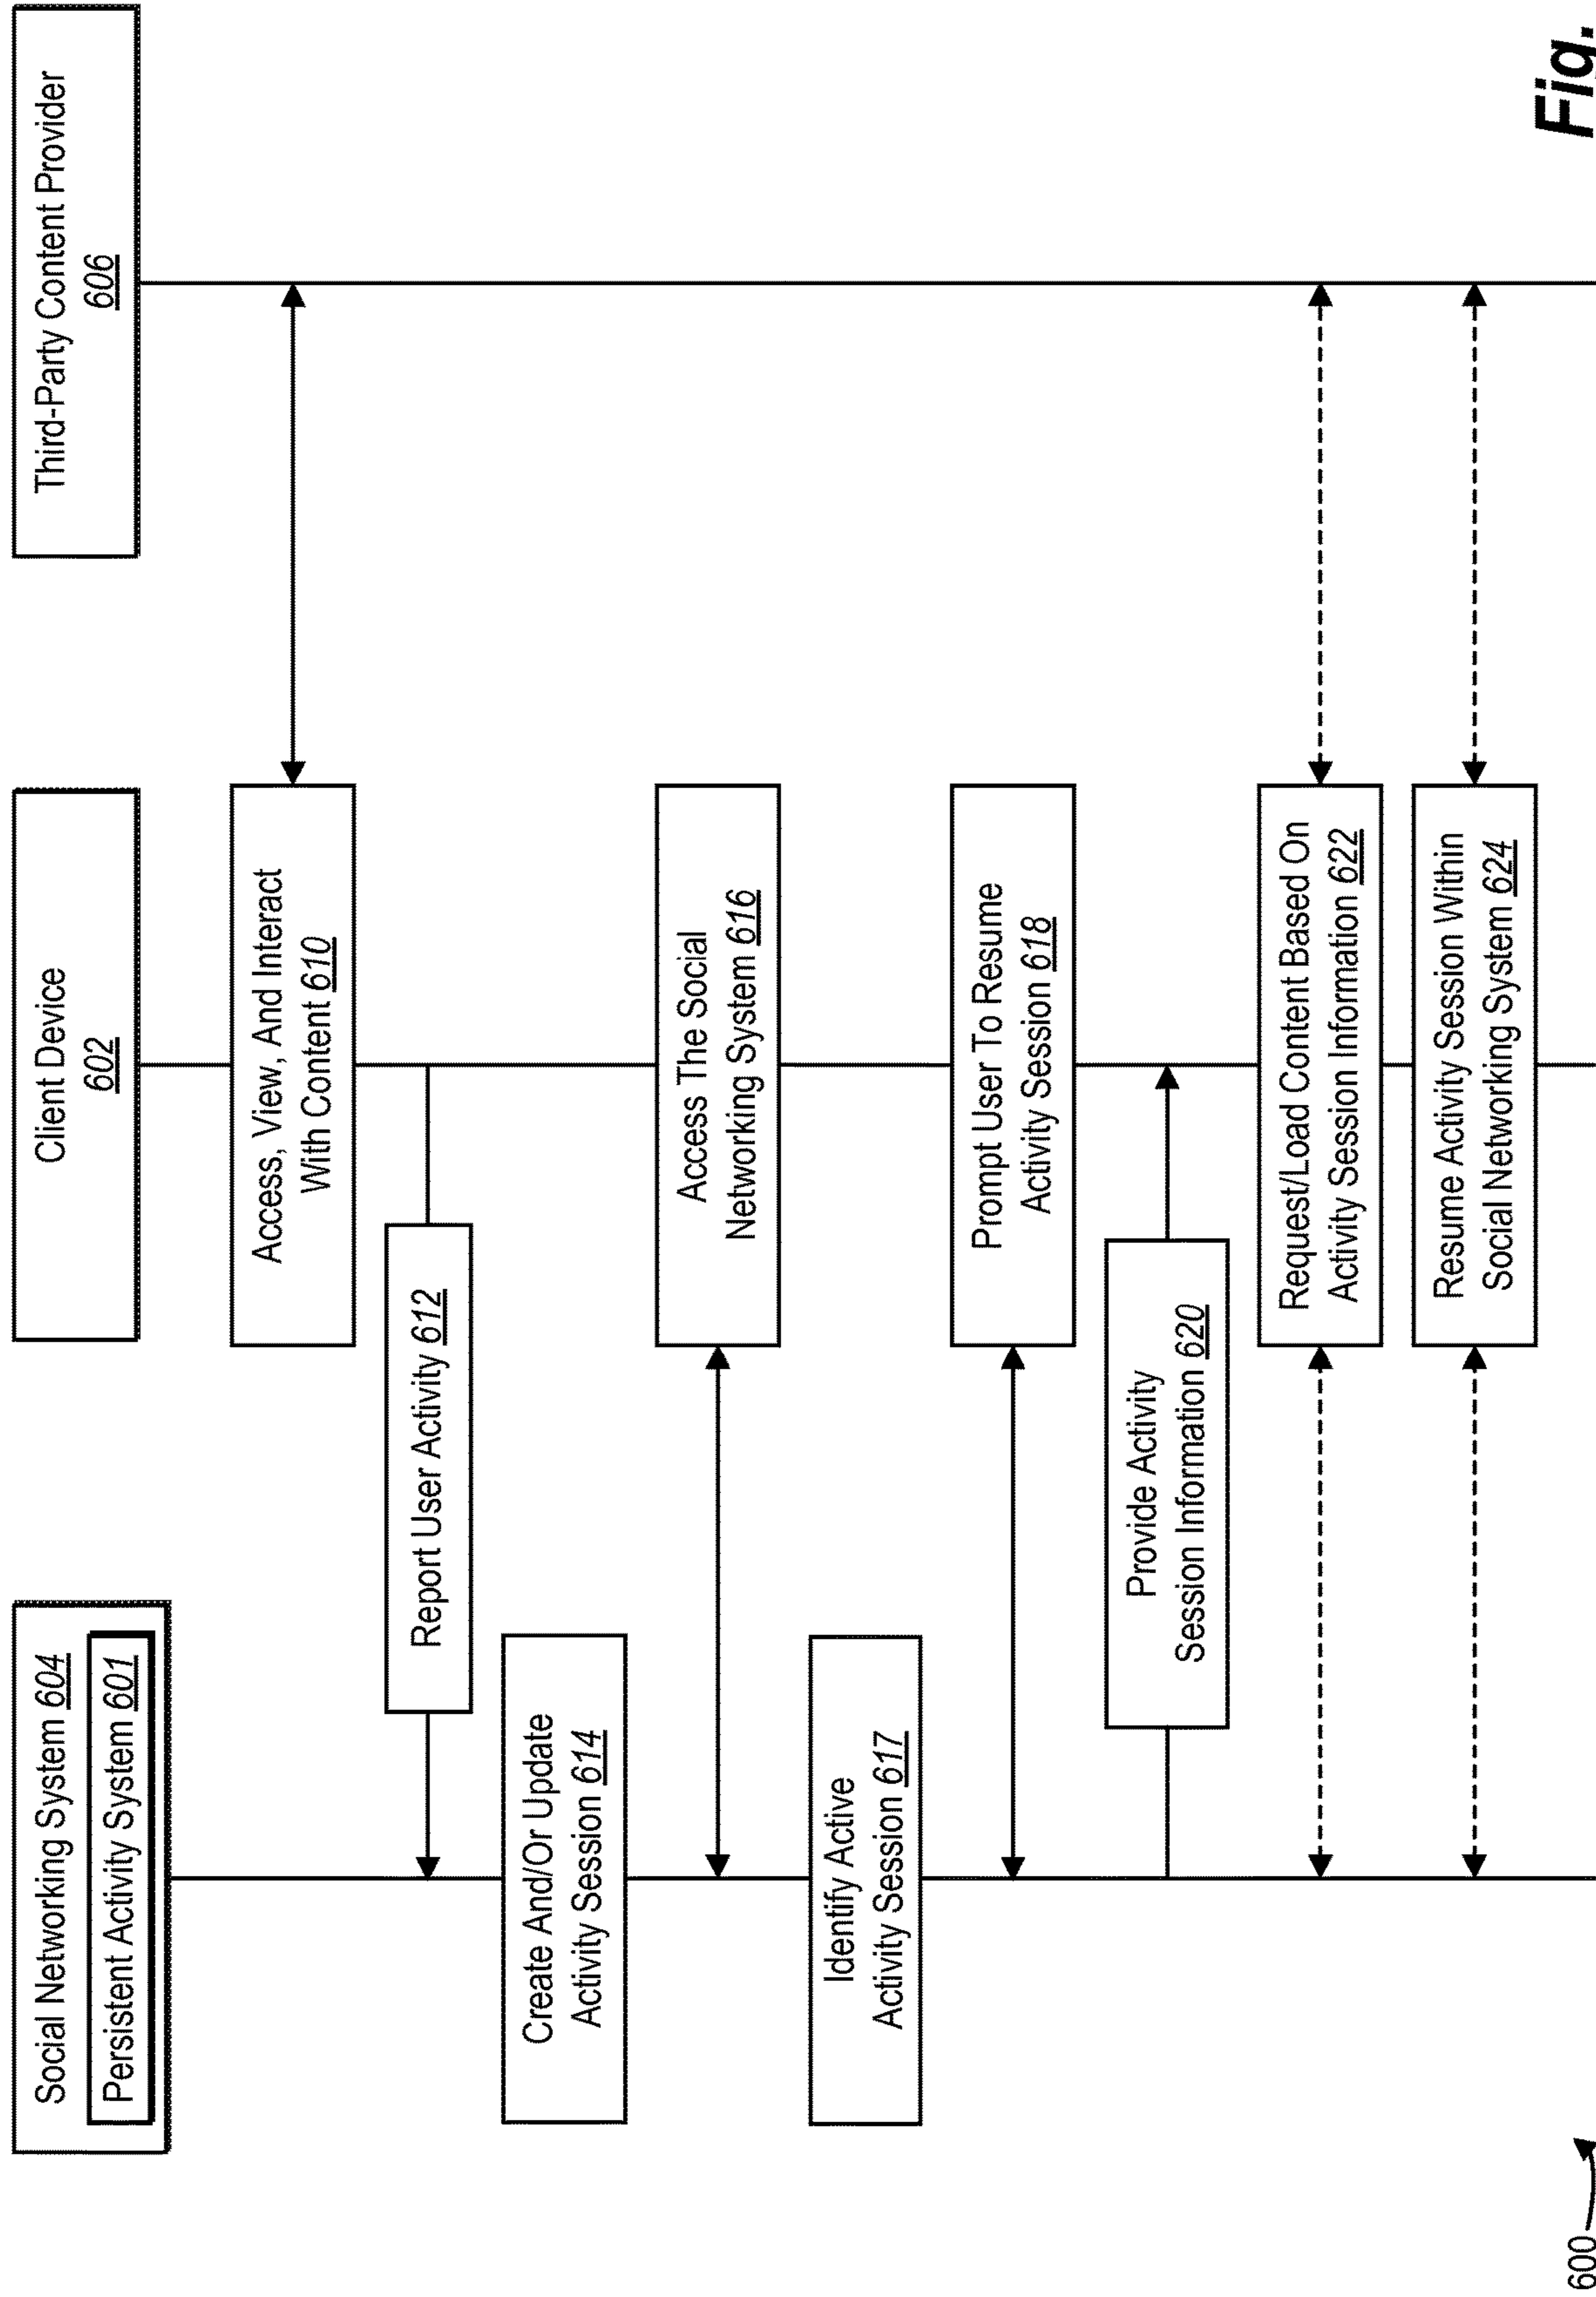 Social Networking System 604
Persistent Activity System 601
Client Device
602
Third-Party Content Provider
606
Access, View, And Interact
With Content 610
Report User Activity 612
Create And/Or Update
Activity Session 614
Access The Social
Networking System 616
Identify Active
Activity Session 617
Prompt User To Resume
Activity Session 618
Provide Activity
Session Information 620
Request/Load Content Based On
Activity Session Information 622
Resume Activity Session Within
Social Networking System 624
600
Fig.